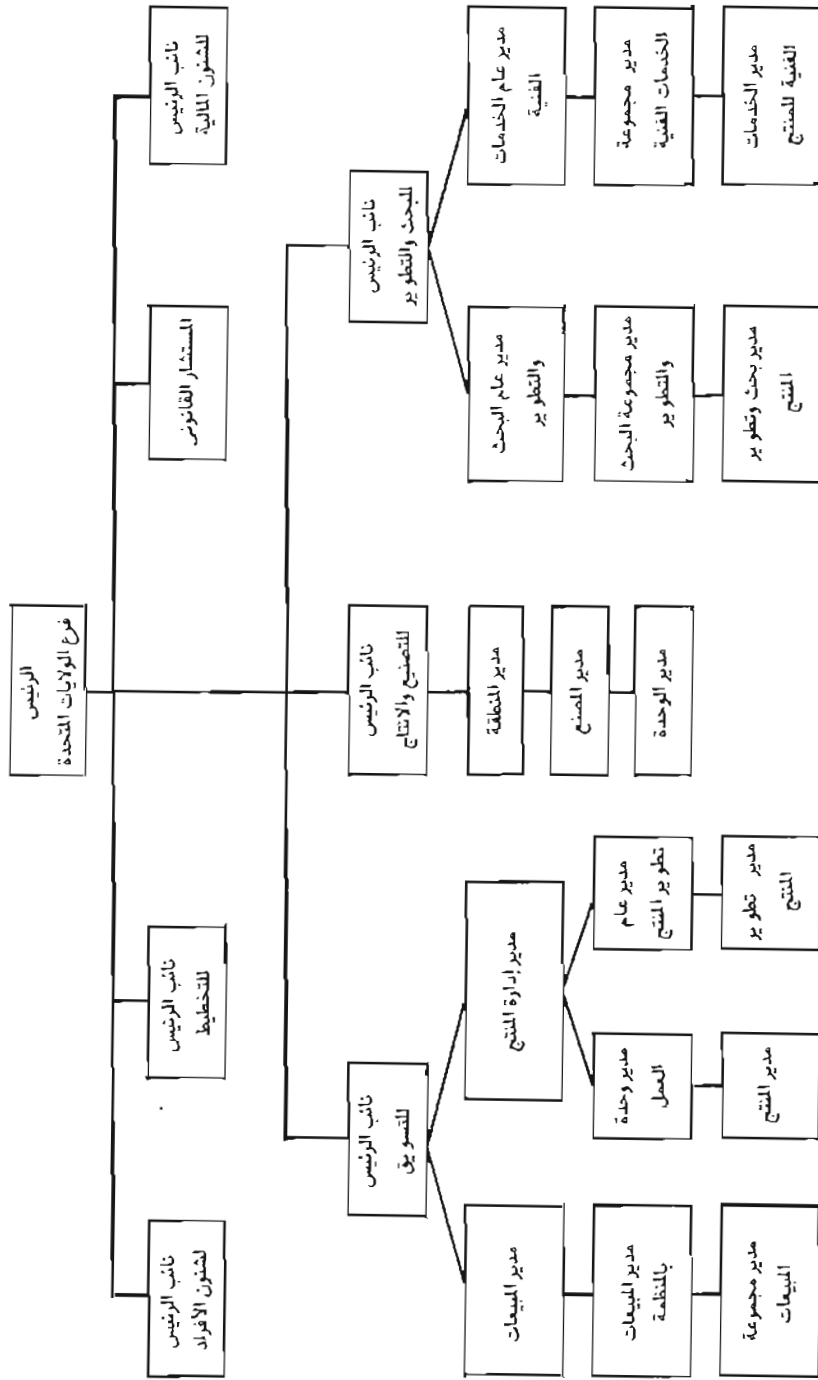 الرئيس
فرع الولايات المتحدة
نائب الرئيس
للشئون المالية
المستشار القانونى
نائب الرئيس
للتخطيط
نائب الرئيس
لشئون الأفراد
نائب الرئيس
للبحث والتطوير
نائب الرئيس
للتصنيع والانتاج
نائب الرئيس
للتسويق
مدير عام الخدمات
الفنية
مدير مجموعة
الخدمات الفنية
مدير الخدمات
الفنية للمنتج
مدير عام البحث
والتطوير
مدير مجموعة البحث
والتطوير
مدير بحث وتطوير
المنتج
مدير المنطقة
مدير المصنع
مدير الوحدة
مدير إدارة المنتج
مدير عام
تطوير المنتج
مدير تطوير
المنتج
مدير وحدة
العمل
مدير المنتج
مدير المبيعات
مدير المبيعات
بالمنظمة
مدير مجموعة
المبيعات